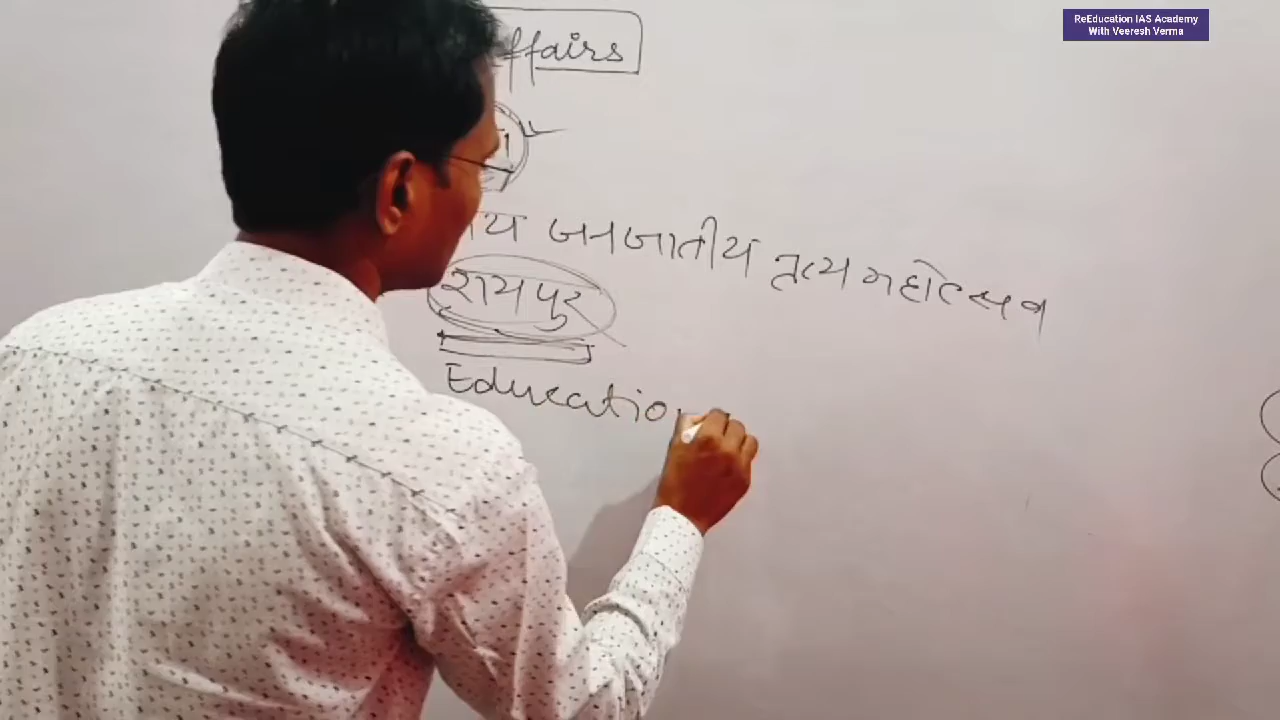 ReEducation IAS Academy
With Veeresh Verma
ffairs
य जनजातीय नृत्य महोत्सव
रायपुर
Education